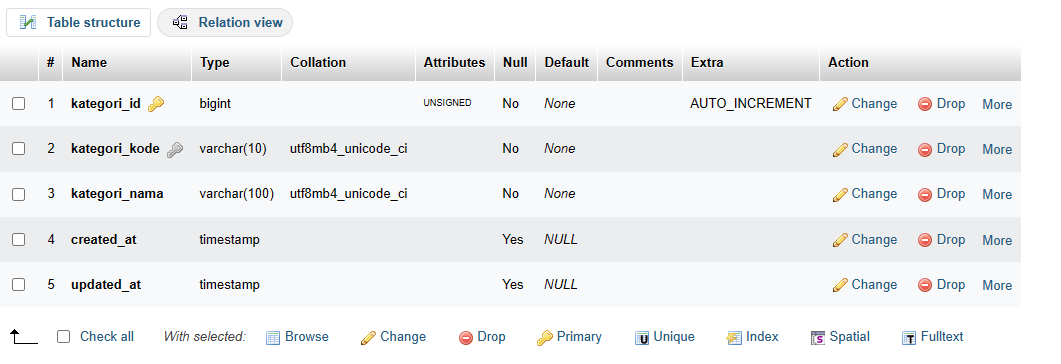 Table structure Relation view
# Name Type Collation Attributes Null Default Comments Extra Action
1 kategori_id bigint UNSIGNED No None AUTO_INCREMENT Change Drop More
2 kategori_kode varchar(10) utf8mb4_unicode_ci No None Change Drop More
3 kategori_nama varchar(100) utf8mb4_unicode_ci No None Change Drop More
4 created_at timestamp Yes NULL Change Drop More
5 updated_at timestamp Yes NULL Change Drop More
Check all With selected: Browse Change Drop Primary Unique Index Spatial Fulltext